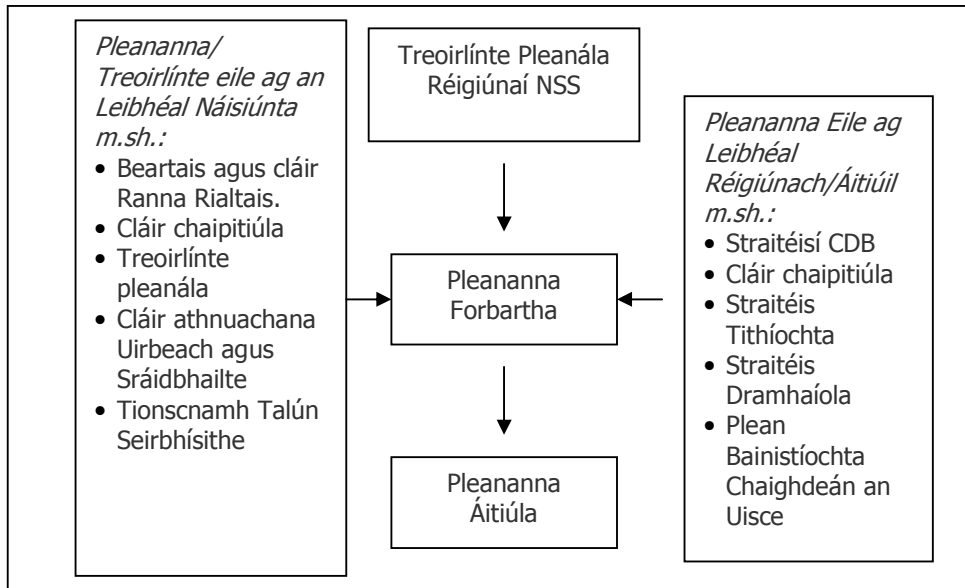 Pleananna/
Treoirlínte eile ag an
Leibhéal Náisiúnta
m.sh.:
• Beartais agus cláir
Ranna Rialtais.
• Cláir chaipitiúla
• Treoirlínte
pleanála
• Cláir athnuachana
Uirbeach agus
Sráidbhailte
• Tionscnamh Talún
Seirbhísithe
Treoirlínte Pleanála
Réigiúnaí NSS
Pleananna
Forbartha
Pleananna
Áitiúla
Pleananna Eile ag
Leibhéal
Réigiúnach/Áitiúil
m.sh.:
• Straitéisí CDB
• Cláir chaipitiúla
• Straitéis
Tithíochta
• Straitéis
Dramhaíola
• Plean
Bainistíochta
Chaighdeán an
Uisce